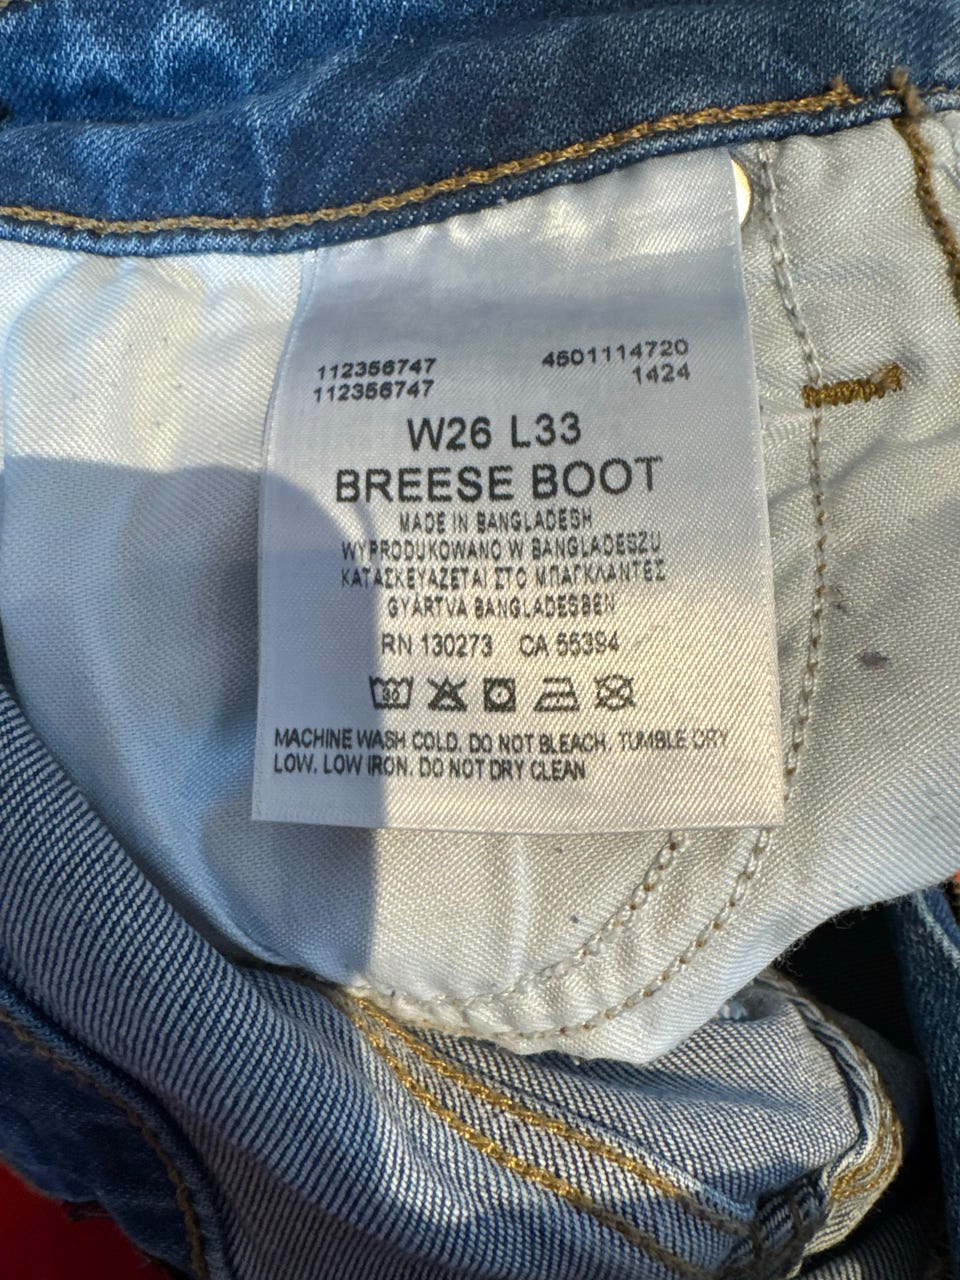 112356747
112356747
4501114720
1424
W26 L33
BREESE BOOT
MADE IN BANGLADESH
WYPRODUKOWANO W BANGLADESZU
ΚΑΤΑΣΚΕΥΑΖΕΤΑΙ ΣΤΟ ΜΠΑΓΚΛΑΝΤΕΣ
GYÁRTVA BANGLADESBEN
RN 130273 CA 55394
30
MACHINE WASH COLD. DO NOT BLEACH. TUMBLE DRY
LOW. LOW IRON. DO NOT DRY CLEAN